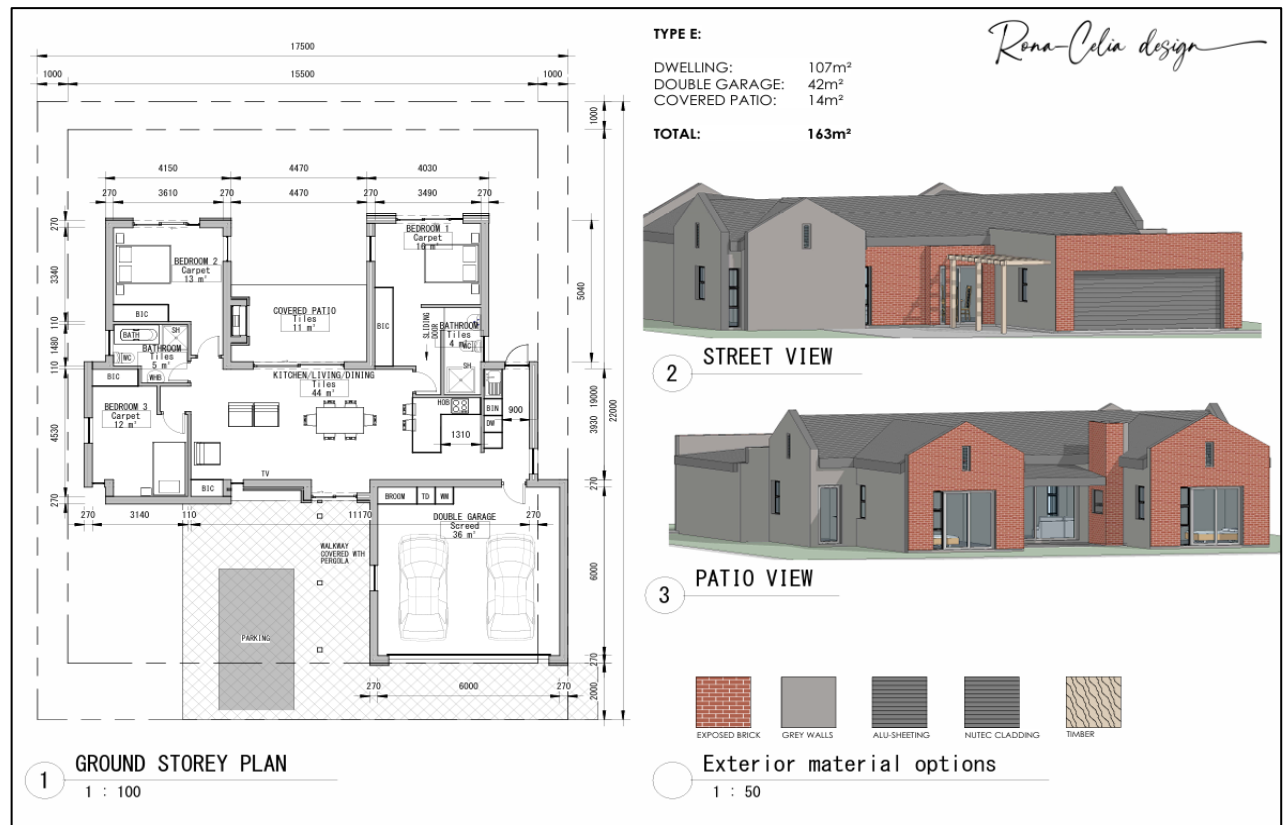 17500
1000
15500
1000
1000
4150
4470
4030
270
3610
270
4470
270
3490
270
270
3340
110
1480
110
4530
270
5040
19000
22000
3930
270
6000
270
2000
BEDROOM 2
Carpet
13 m²
BIC
BATH
SH
BATHROOM
Tiles
5 m²
WC
WHB
BIC
BEDROOM 3
Carpet
12 m²
BIC
COVERED PATIO
Tiles
11 m²
BEDROOM 1
Carpet
16 m²
BIC
SLIDING
DOOR
BATHROOM
Tiles
4 m²
WC
SH
KITCHEN/LIVING/DINING
Tiles
44 m²
HOB
BIN
DW
900
1310
TV
270
3140
110
11170
270
BROOM
TD
WM
DOUBLE GARAGE
Screed
36 m²
WALKWAY
COVERED WTH
PERGOLA
PARKING
270
6000
270
1
GROUND STOREY PLAN
1 : 100
TYPE E:
DWELLING: 107m²
DOUBLE GARAGE: 42m²
COVERED PATIO: 14m²
TOTAL: 163m²
Rona-Celia design
2
STREET VIEW
3
PATIO VIEW
EXPOSED BRICK
GREY WALLS
ALU-SHEETING
NUTEC CLADDING
TIMBER
Exterior material options
1 : 50